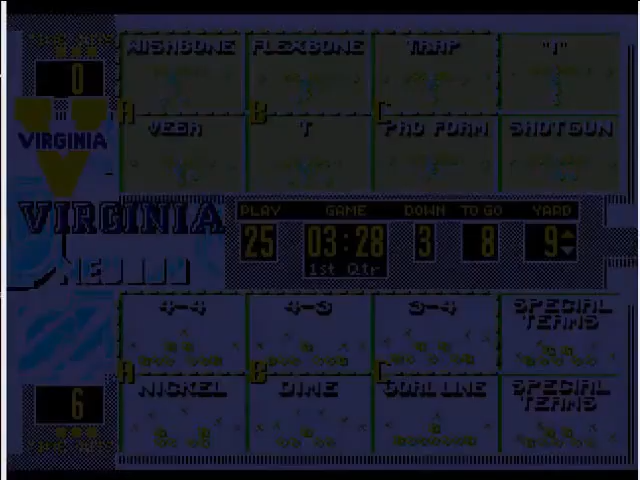 0
WISHBONE FLEXBONE TRAP "I"
A B C
VEER T PRO FORM SHOTGUN
VIRGINIA
VIRGINIA
PLAY GAME DOWN TO GO YARD
25 03:28 3 8 9
1st Qtr
4-4 4-3 3-4 SPECIAL TEAMS
A B C
NICKEL DIME GOAL LINE SPECIAL TEAMS
6